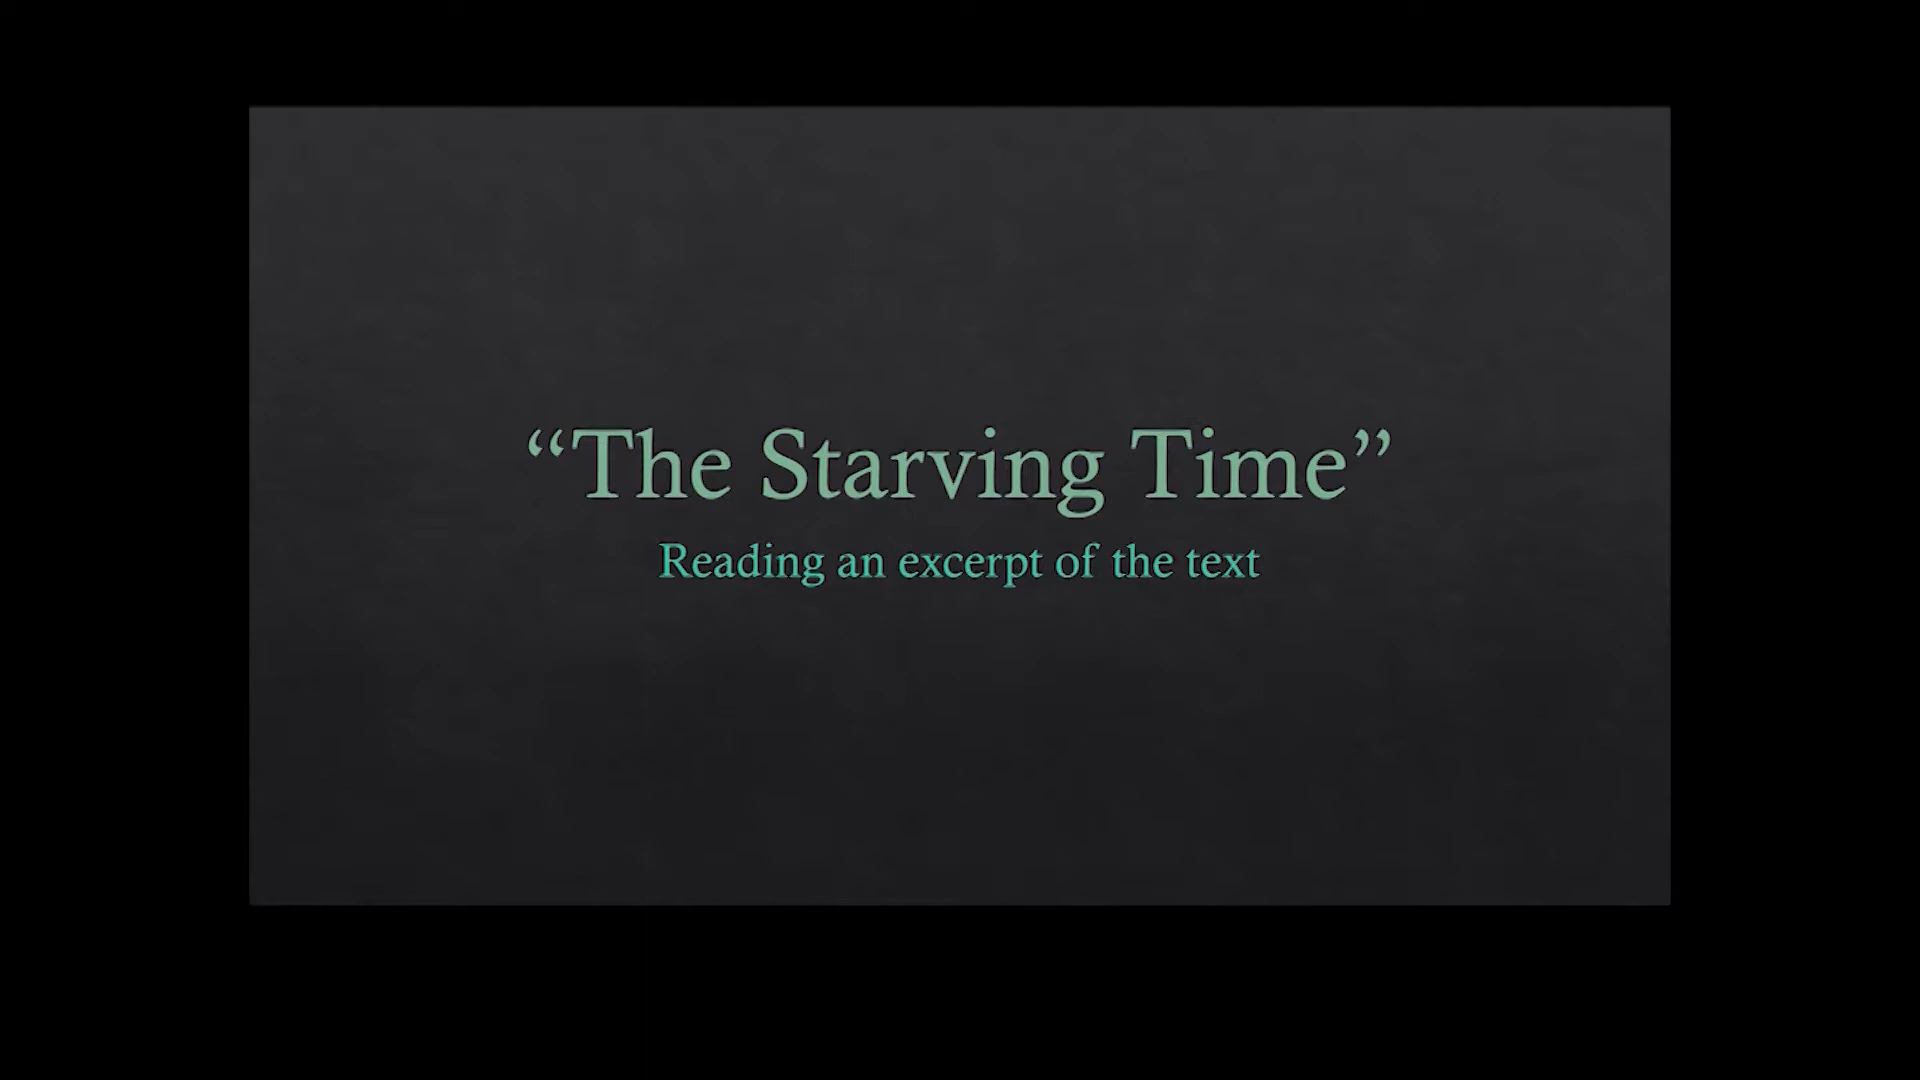 “The Starving Time”
Reading an excerpt of the text